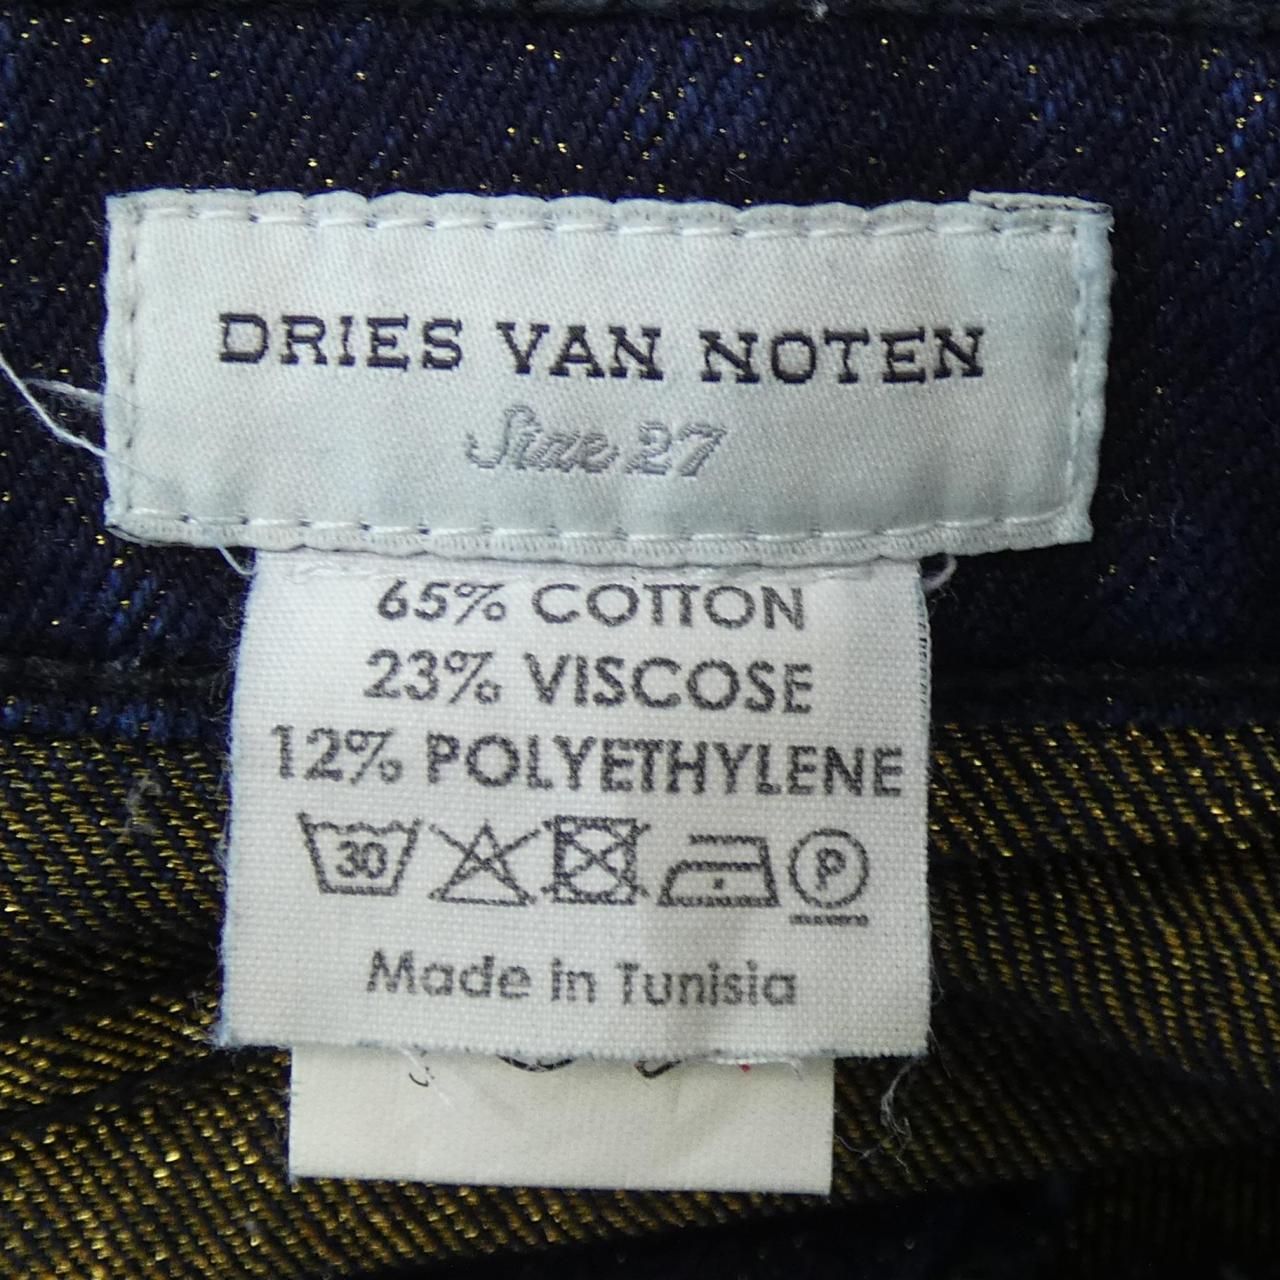 DRIES VAN NOTEN
Size 27
65% COTTON
23% VISCOSE
12% POLYETHYLENE
30
P
Made in Tunisia